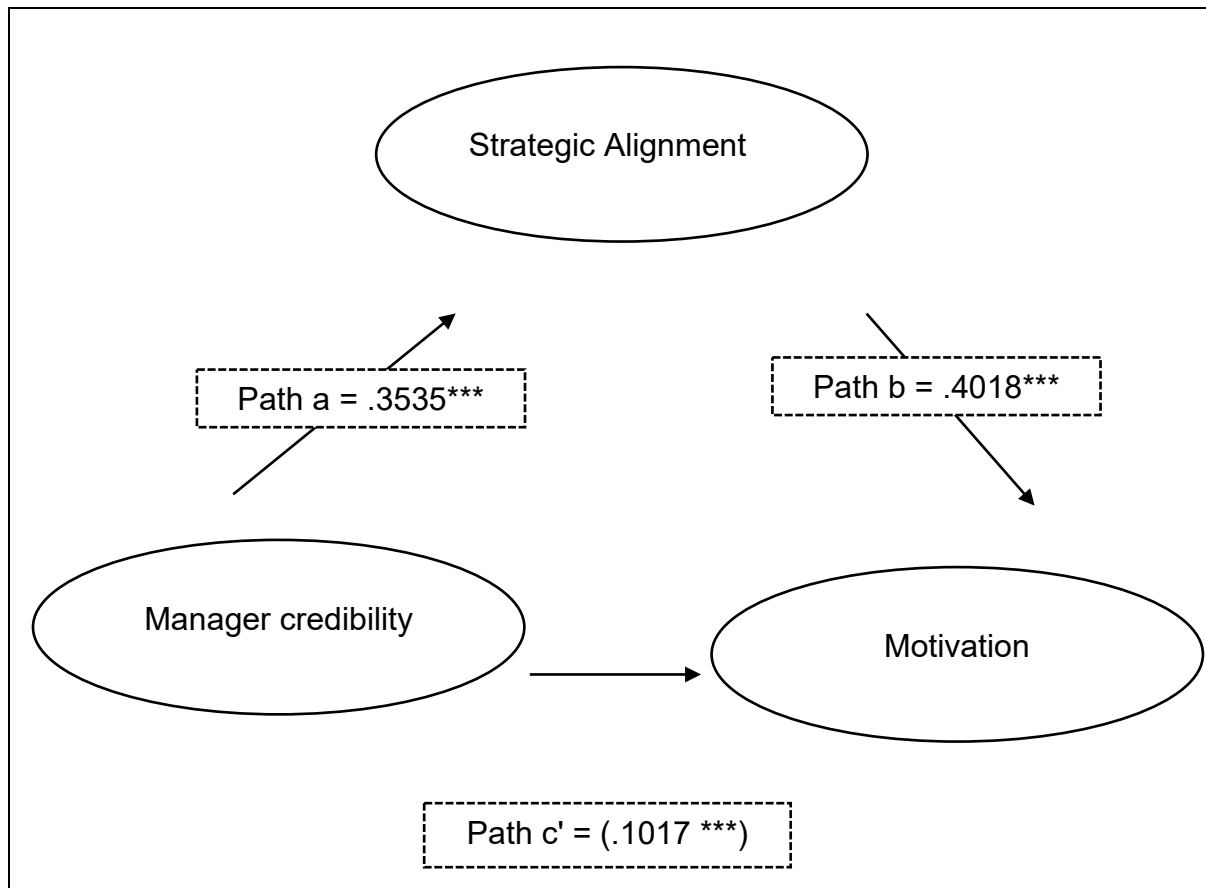 Strategic Alignment
Path a = .3535***
Path b = .4018***
Manager credibility
Motivation
Path c' = (.1017 ***)